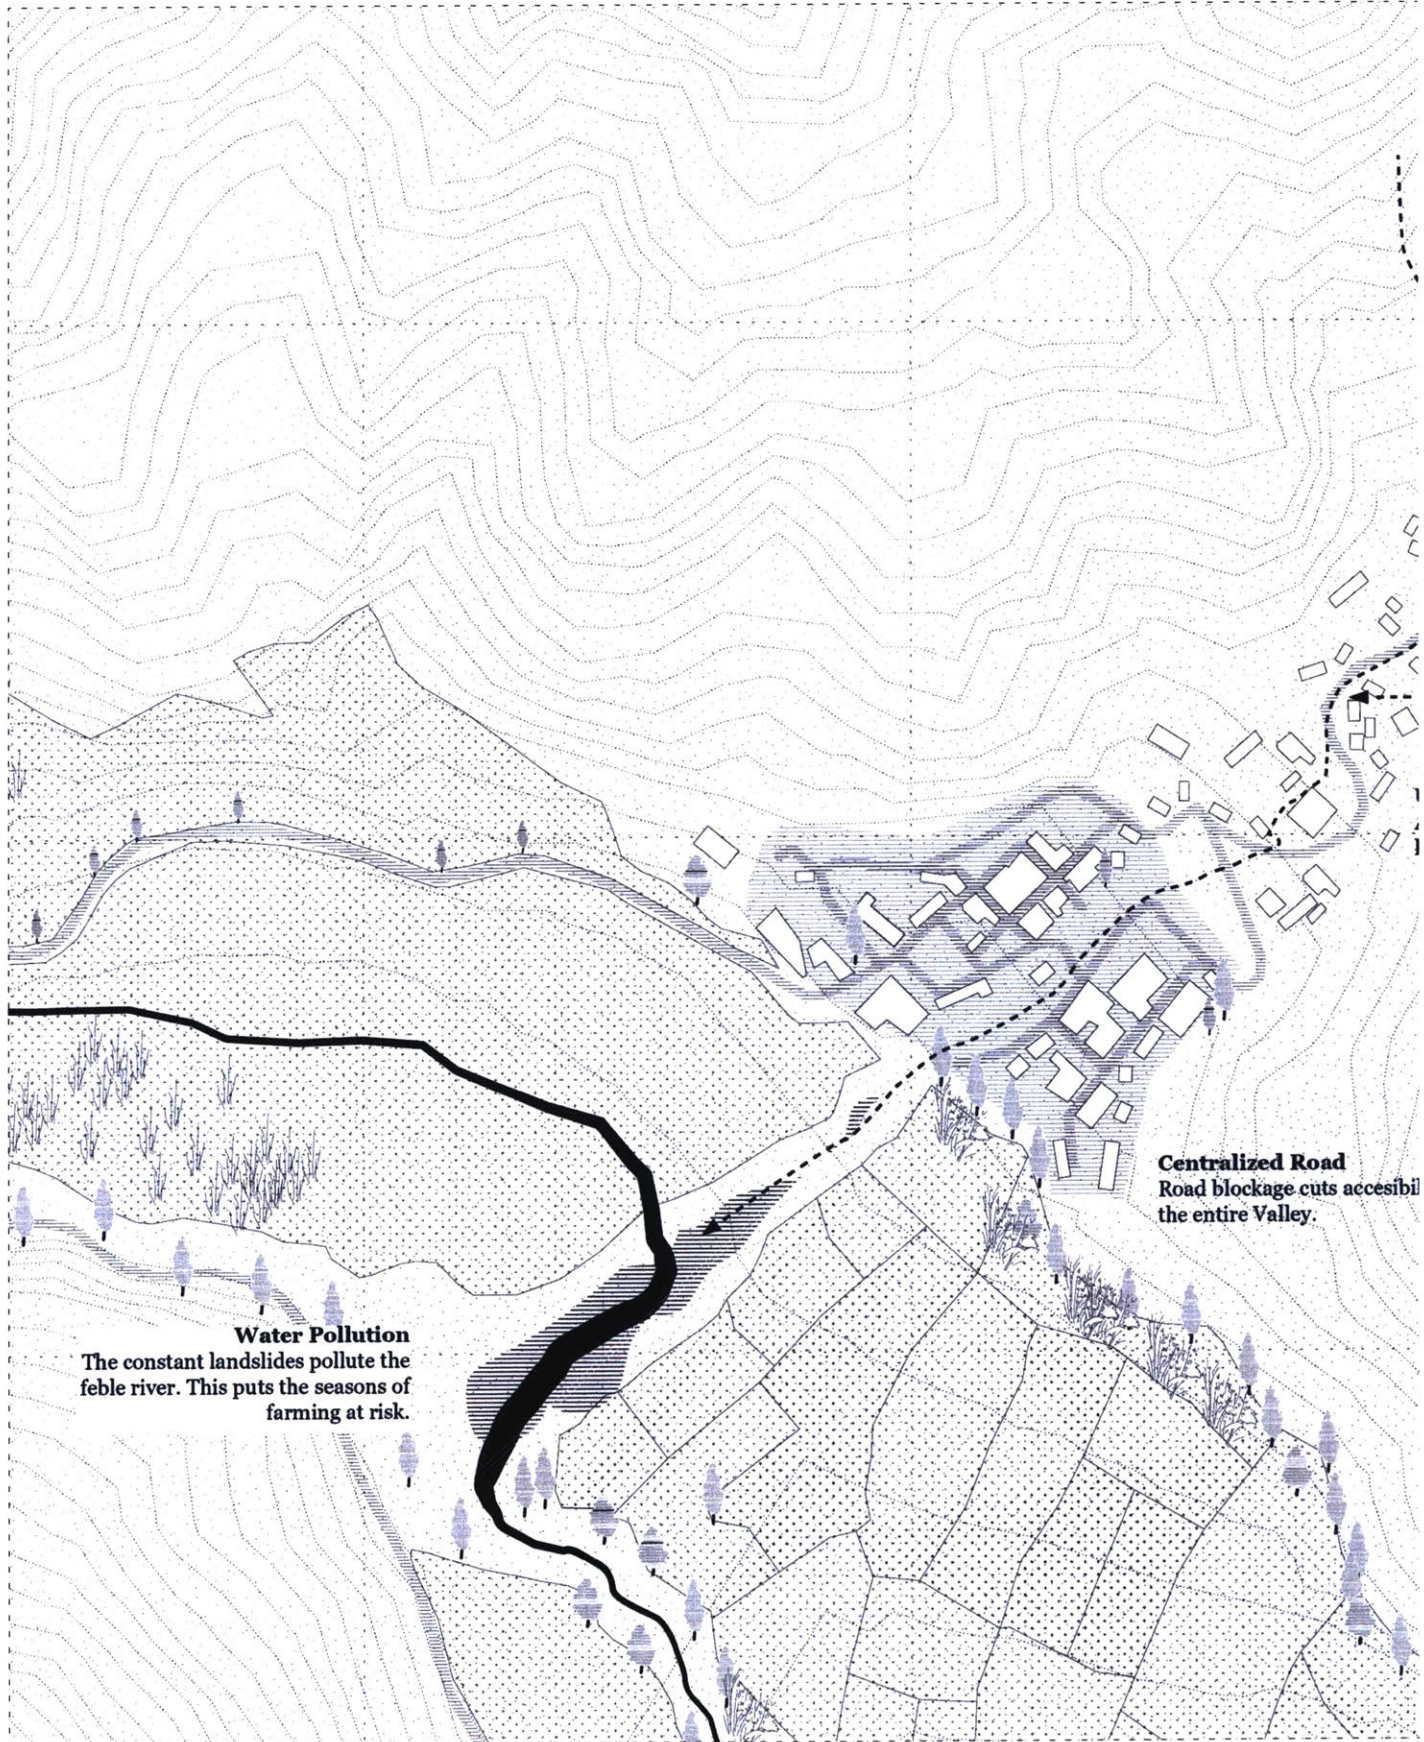 Centralized Road
Road blockage cuts accesibil
the entire Valley.
Water Pollution
The constant landslides pollute the
feble river. This puts the seasons of
farming at risk.